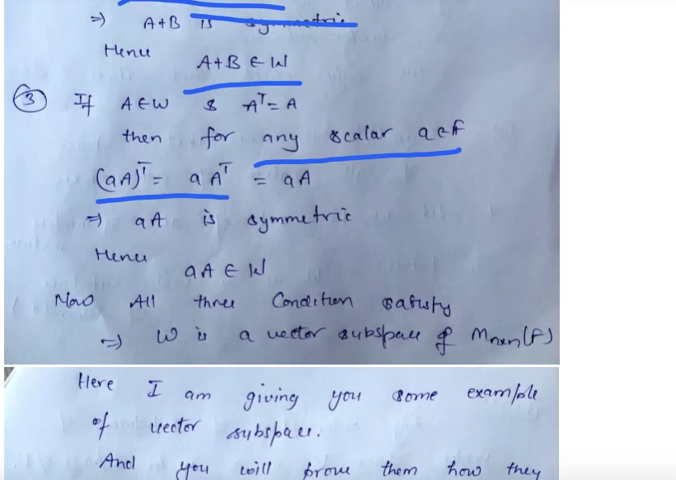 => A+B is symmetric
Hence
A+B ∈ W
③ If A∈W & Aᵀ=A
then for any scalar a∈F
(aA)ᵀ = a Aᵀ = aA
=> aA is symmetric
Hence
aA ∈ W
Now All three Condition satisfy
=> W is a vector subspace of Mnxn(F)
Here I am giving you some example
of vector subspace.
And you will prove them how they